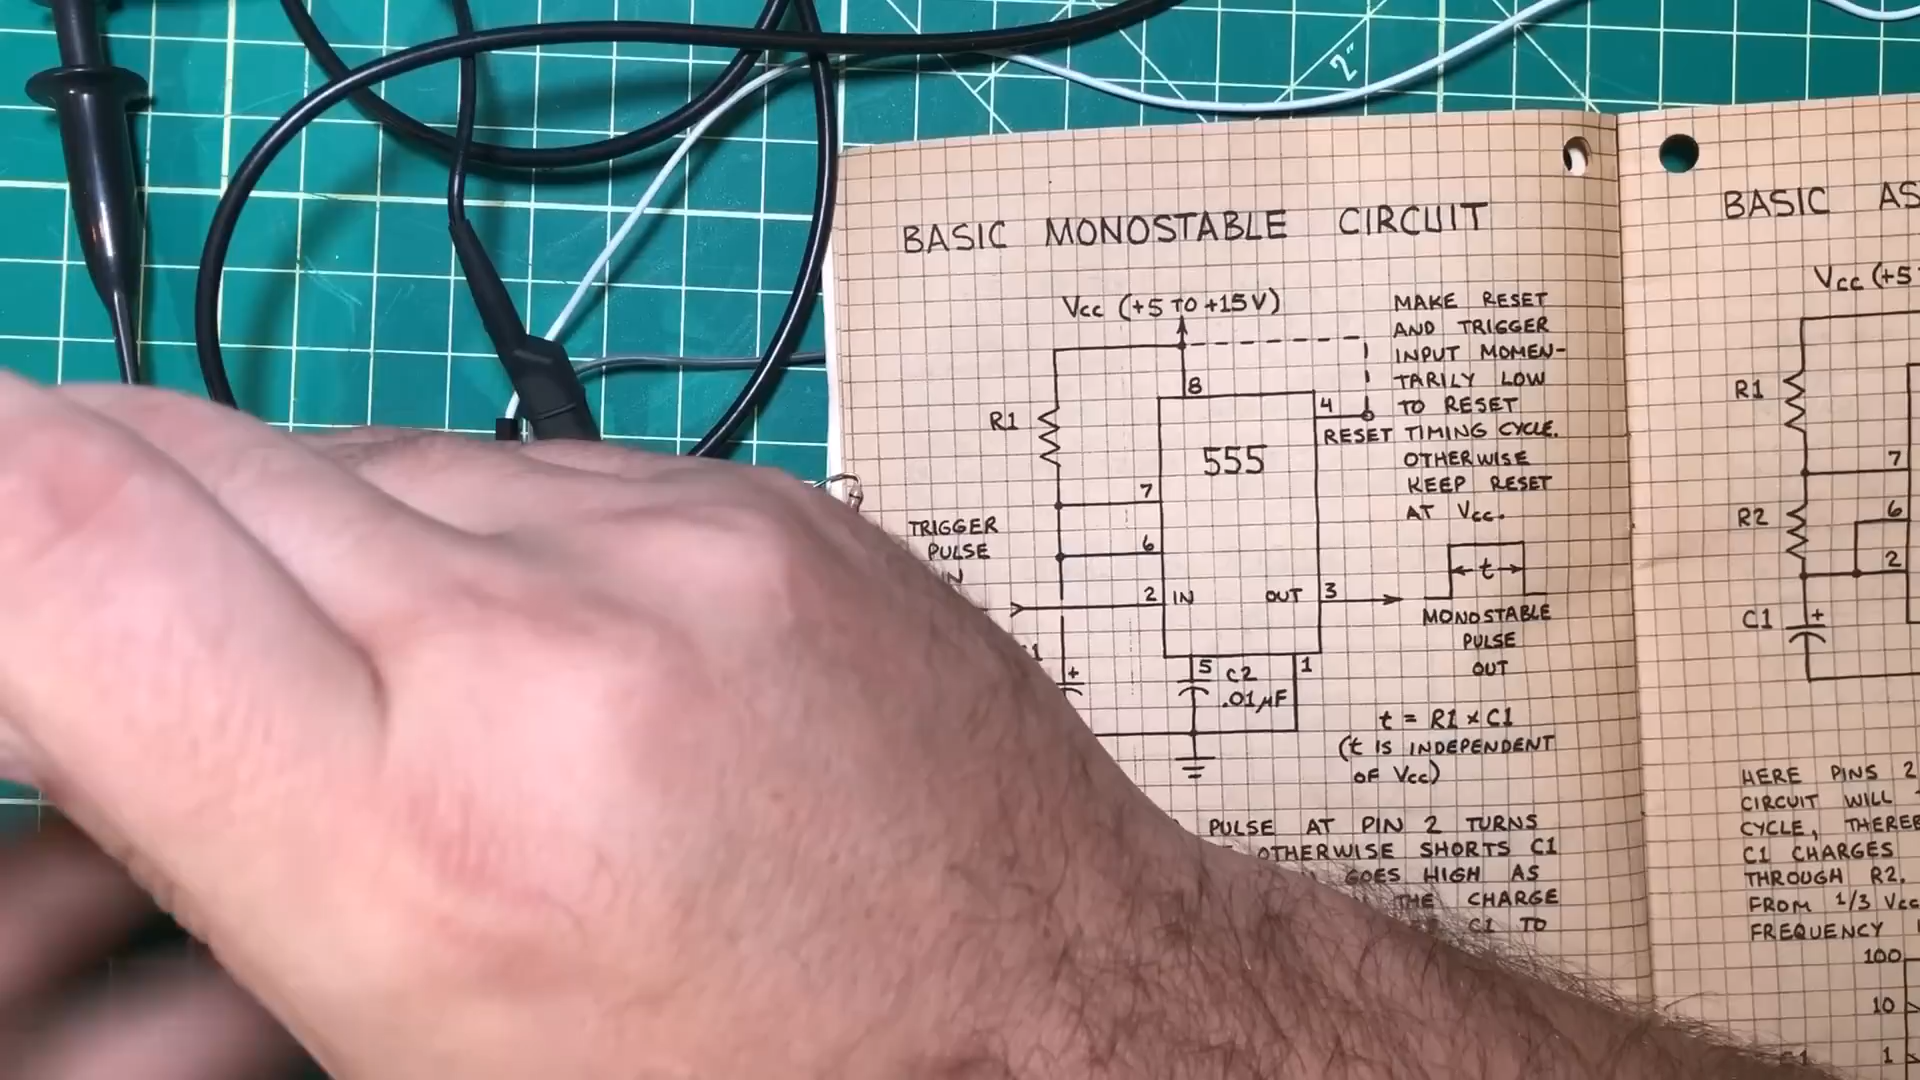 2"
BASIC MONOSTABLE CIRCUIT
Vcc (+5 TO +15V)
8
R1
4
RESET
555
7
TRIGGER
PULSE
6
2 IN
OUT 3
+
5 C2
.01µF
1
MAKE RESET
AND TRIGGER
INPUT MOMEN-
TARILY LOW
TO RESET
TIMING CYCLE.
OTHERWISE
KEEP RESET
AT Vcc.
t
MONOSTABLE
PULSE
OUT
t = R1 × C1
(t IS INDEPENDENT
OF Vcc)
PULSE AT PIN 2 TURNS
OTHERWISE SHORTS C1
GOES HIGH AS
THE CHARGE
C1 TO
BASIC AS
Vcc (+5
R1
7
R2
6
2
C1 +
HERE PINS 2
CIRCUIT WILL
CYCLE, THEREB
C1 CHARGES
THROUGH R2.
FROM 1/3 Vcc
FREQUENCY
100
10
1